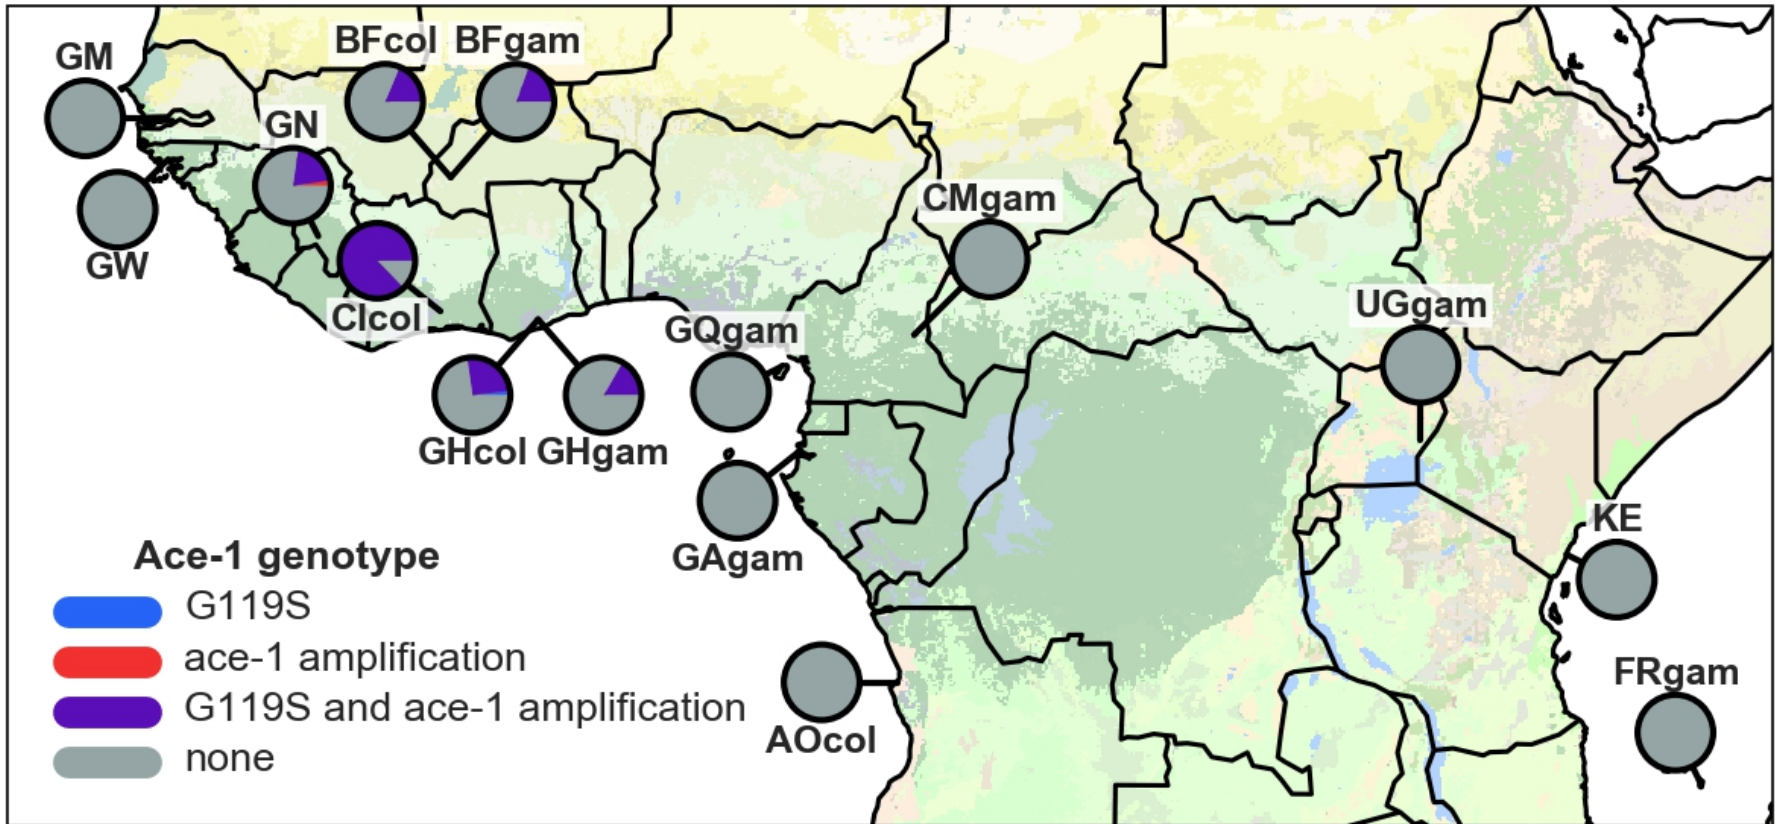 BFcol BFgam
GM
GN
CMgam
GW
UGgam
CIcol
GQgam
GHcol GHgam
KE
Ace-1 genotype
GAgam
G119S
ace-1 amplification
FRgam
G119S and ace-1 amplification
AOcol
none